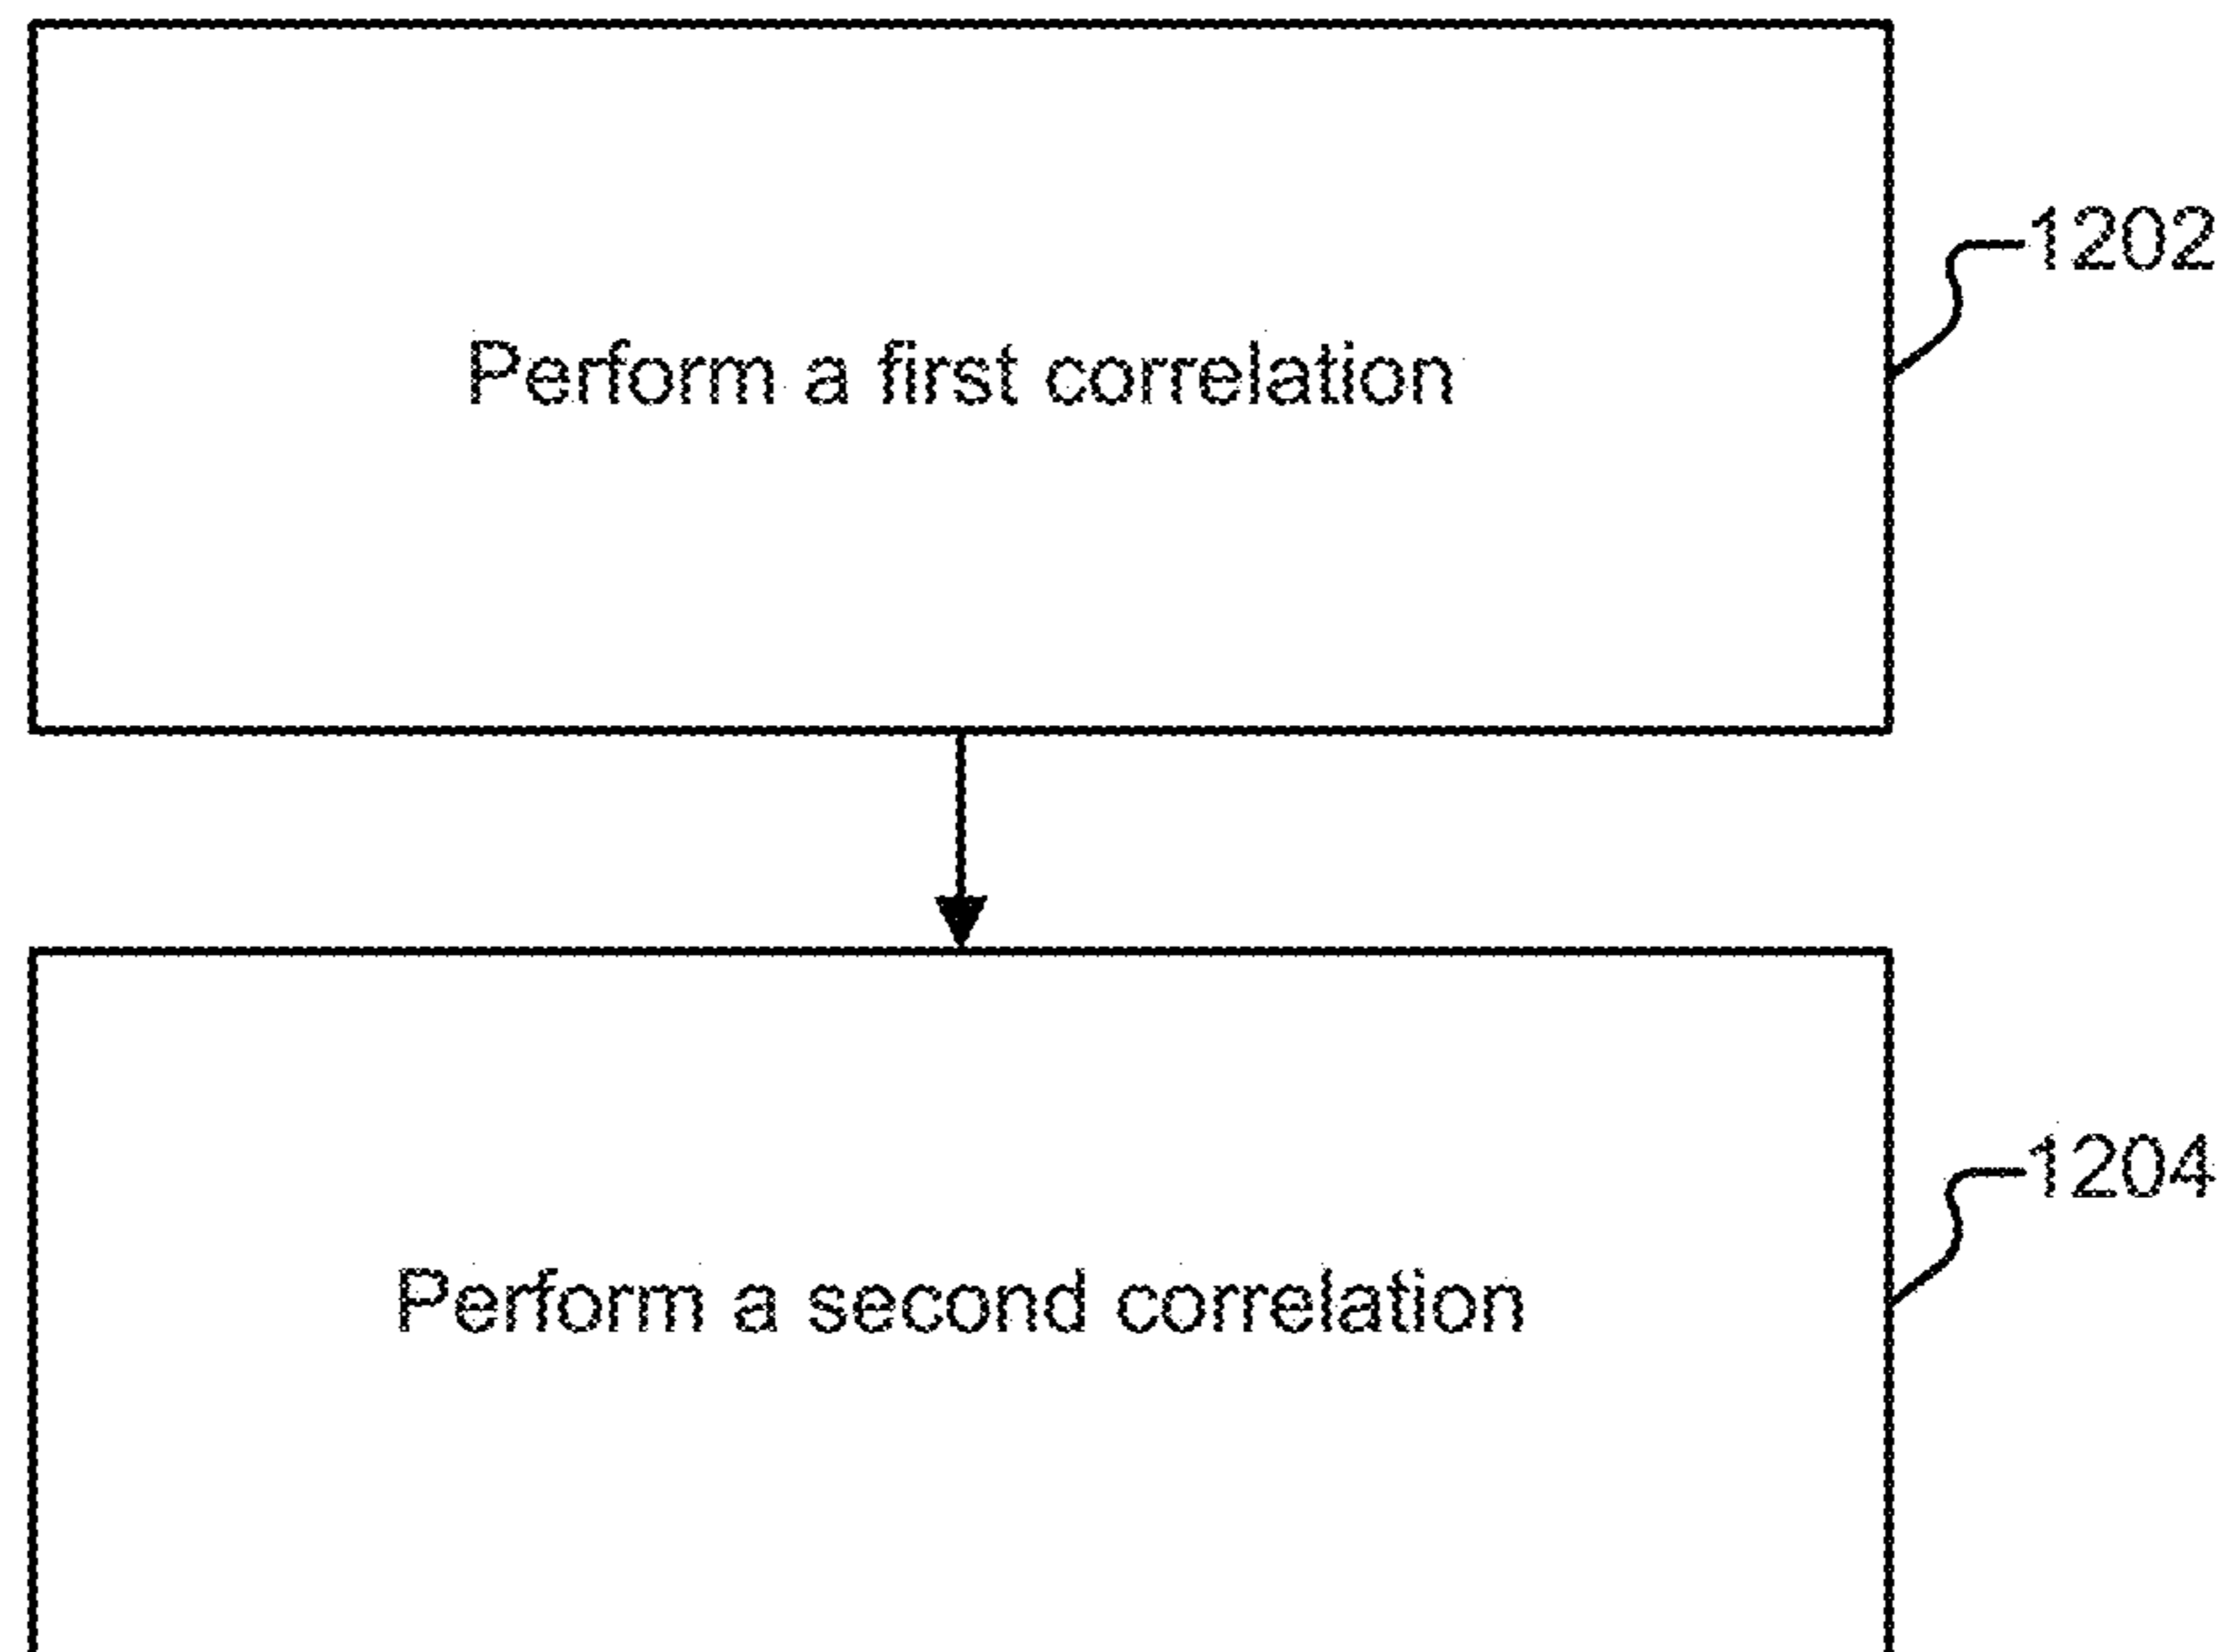 1202
Perform a first correlation
1204
Perform a second correlation